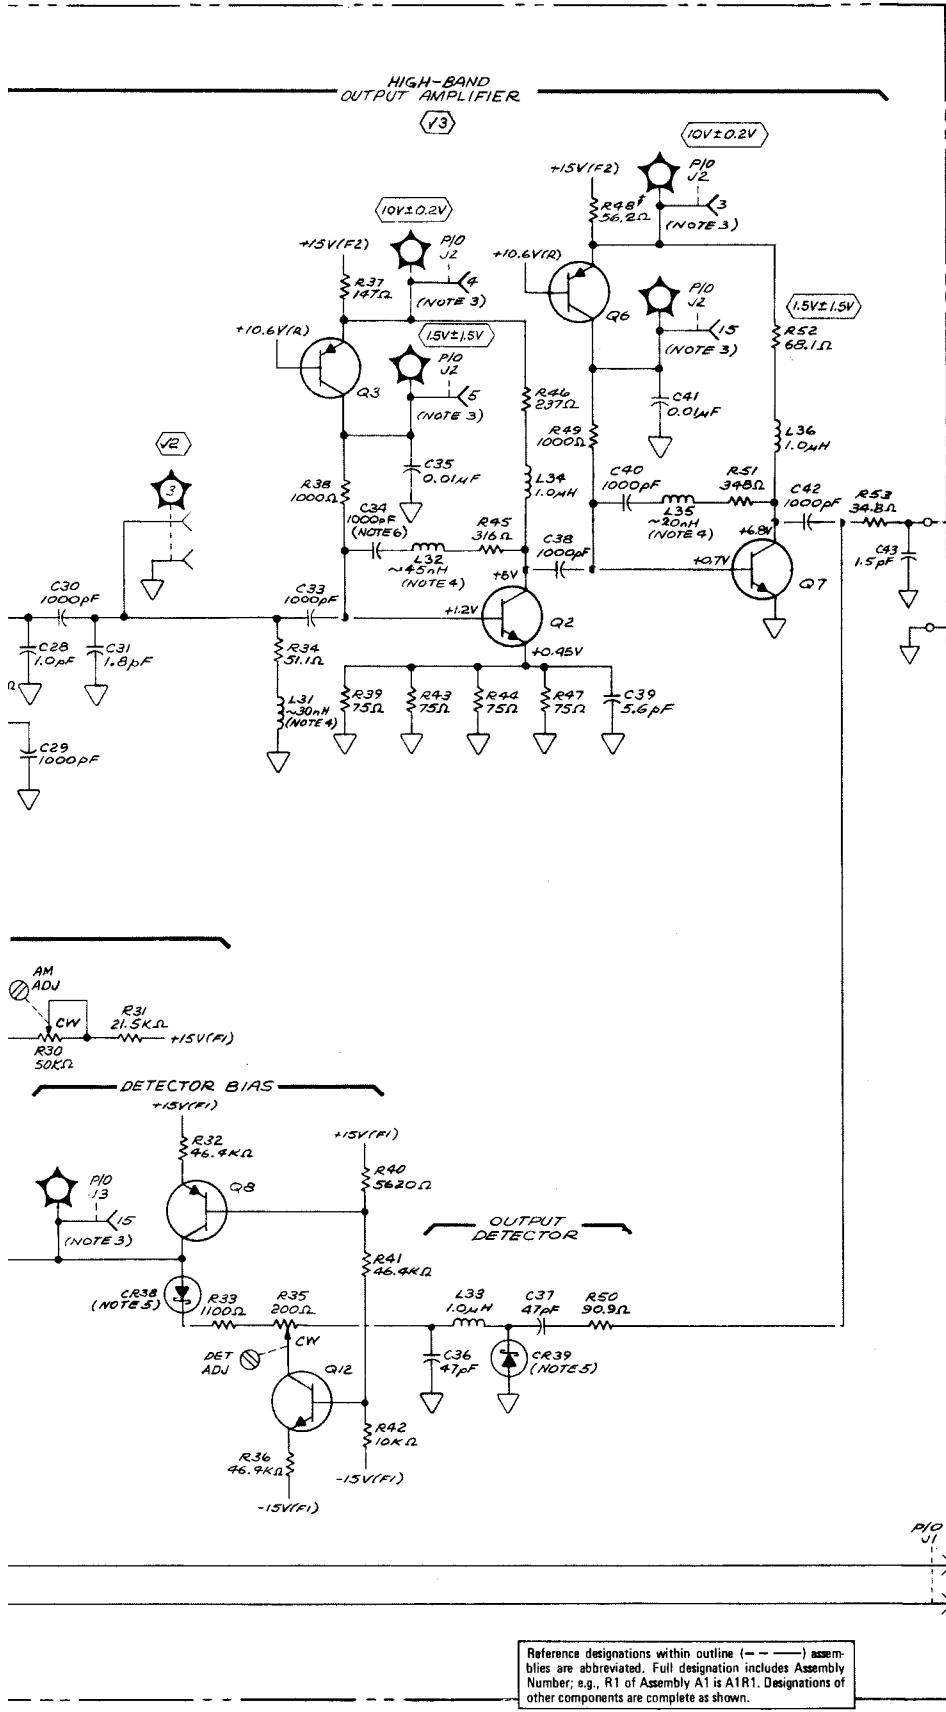 HIGH-BAND
OUTPUT AMPLIFIER
√3
10V±0.2V
+15V(F2)
P/O
J2
3
(NOTE 3)
R48*
56.2Ω
10V±0.2V
+15V(F2)
P/O
J2
4
(NOTE 3)
R37
147Ω
+10.6V(R)
Q6
P/O
J2
15
(NOTE 3)
1.5V±1.5V
R52
68.1Ω
+10.6V(R)
1.5V±1.5V
P/O
J2
5
(NOTE 3)
Q3
R46
237Ω
C41
0.01µF
R49
1000Ω
L36
1.0µH
√2
3
R38
1000Ω
C35
0.01µF
L34
1.0µH
C40
1000pF
R51
348Ω
L35
~20nH
(NOTE 4)
C42
1000pF
R53
34.8Ω
C34
1000pF
(NOTE 6)
R45
316Ω
L32
~45nH
(NOTE 4)
C38
1000pF
+6.8V
+0.7V
Q7
C43
1.5pF
C30
1000pF
C33
1000pF
+6V
+1.2V
Q2
+0.45V
C28
1.0pF
C31
1.8pF
R34
51.1Ω
Ω
L31
~30nH
(NOTE 4)
R39
75Ω
R43
75Ω
R44
75Ω
R47
75Ω
C39
5.6pF
C29
1000pF
AM
ADJ
CW
R30
50KΩ
R31
21.5KΩ
+15V(F1)
DETECTOR BIAS
+15V(F1)
R32
46.4KΩ
+15V(F1)
R40
5620Ω
P/O
J3
15
(NOTE 3)
Q8
OUTPUT
DETECTOR
R41
46.4KΩ
CR38
(NOTE 5)
R33
1100Ω
R35
200Ω
CW
L33
1.0µH
C37
47pF
R50
90.9Ω
DET
ADJ
Q12
C36
47pF
CR39
(NOTE 5)
R42
10KΩ
R36
46.4KΩ
-15V(F1)
-15V(F1)
P/O
J1
Reference designations within outline (— — ——) assem-
blies are abbreviated. Full designation includes Assembly
Number; e.g., R1 of Assembly A1 is A1R1. Designations of
other components are complete as shown.